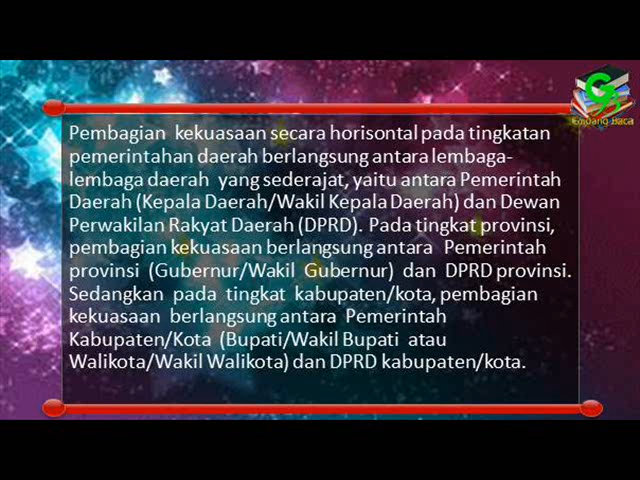 Gudang Baca
Pembagian kekuasaan secara horisontal pada tingkatan
pemerintahan daerah berlangsung antara lembaga-
lembaga daerah yang sederajat, yaitu antara Pemerintah
Daerah (Kepala Daerah/Wakil Kepala Daerah) dan Dewan
Perwakilan Rakyat Daerah (DPRD). Pada tingkat provinsi,
pembagian kekuasaan berlangsung antara Pemerintah
provinsi (Gubernur/Wakil Gubernur) dan DPRD provinsi.
Sedangkan pada tingkat kabupaten/kota, pembagian
kekuasaan berlangsung antara Pemerintah
Kabupaten/Kota (Bupati/Wakil Bupati atau
Walikota/Wakil Walikota) dan DPRD kabupaten/kota.